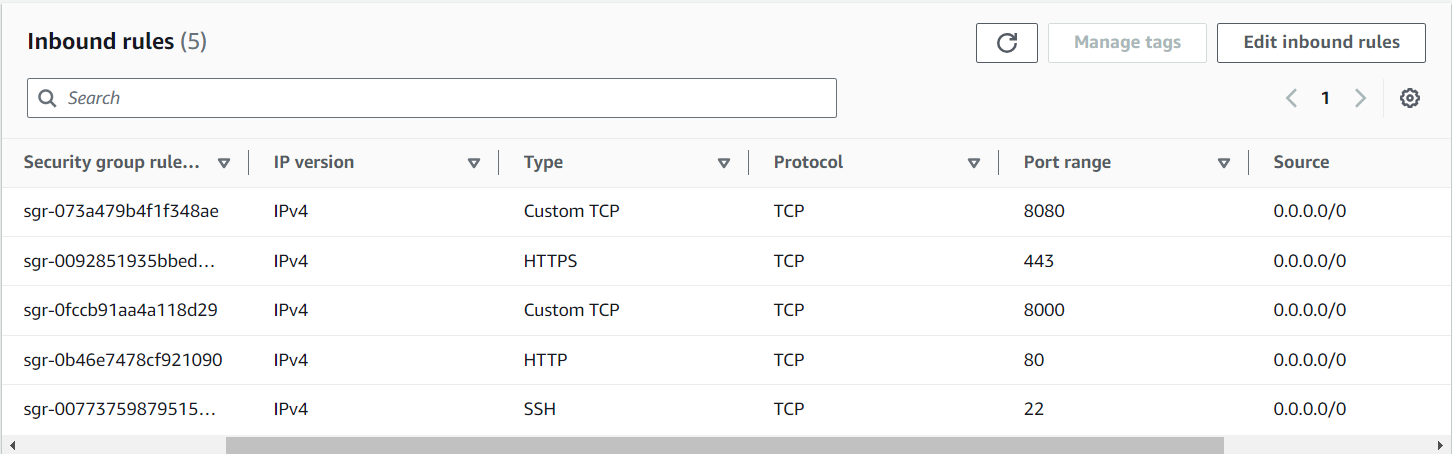 Inbound rules (5)
Manage tags
Edit inbound rules
Search
1
Security group rule... IP version Type Protocol Port range Source
sgr-073a479b4f1f348ae IPv4 Custom TCP TCP 8080 0.0.0.0/0
sgr-0092851935bbed... IPv4 HTTPS TCP 443 0.0.0.0/0
sgr-0fccb91aa4a118d29 IPv4 Custom TCP TCP 8000 0.0.0.0/0
sgr-0b46e7478cf921090 IPv4 HTTP TCP 80 0.0.0.0/0
sgr-00773759879515... IPv4 SSH TCP 22 0.0.0.0/0